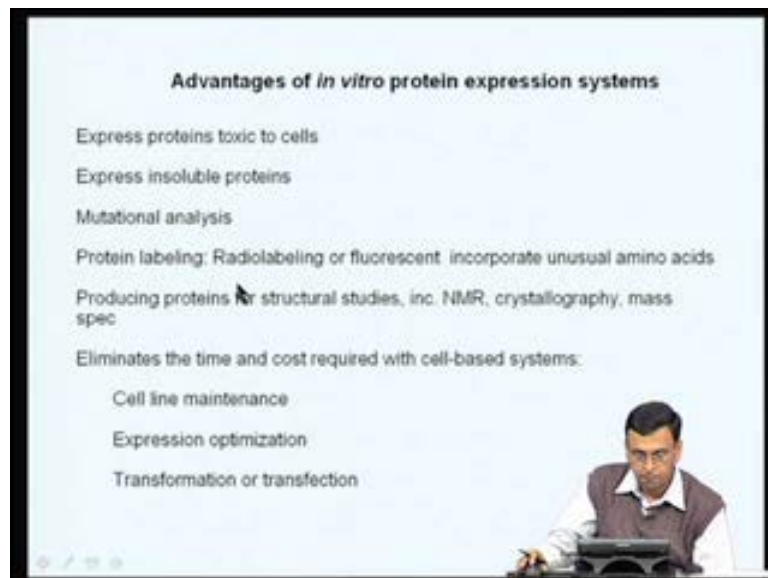 Advantages of in vitro protein expression systems
Express proteins toxic to cells
Express insoluble proteins
Mutational analysis
Protein labeling: Radiolabeling or fluorescent incorporate unusual amino acids
Producing proteins for structural studies, inc. NMR, crystallography, mass
spec
Eliminates the time and cost required with cell-based systems:
Cell line maintenance
Expression optimization
Transformation or transfection